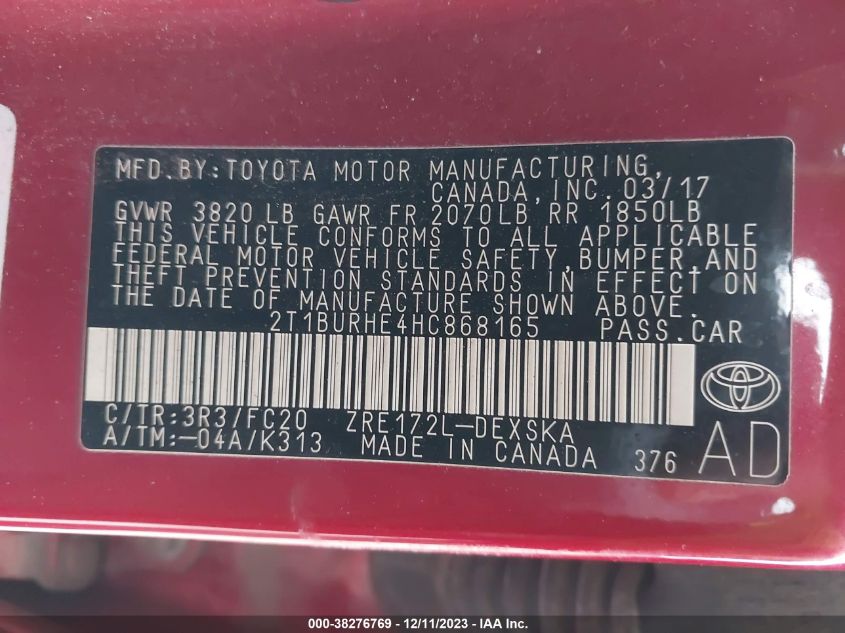 MFD. BY: TOYOTA MOTOR MANUFACTURING,
CANADA, INC. 03/17
GVWR 3820 LB GAWR FR 2070LB RR 1850LB
THIS VEHICLE CONFORMS TO ALL APPLICABLE
FEDERAL MOTOR VEHICLE SAFETY, BUMPER, AND
THEFT PREVENTION STANDARDS IN EFFECT ON
THE DATE OF MANUFACTURE SHOWN ABOVE.
2T1BURHE4HC868165 PASS. CAR
C/TR: 3R3/FC20 ZRE172L-DEXSKA
A/TM: -04A/K313 MADE IN CANADA 376 AD
000-38276769 - 12/11/2023 - IAA Inc.